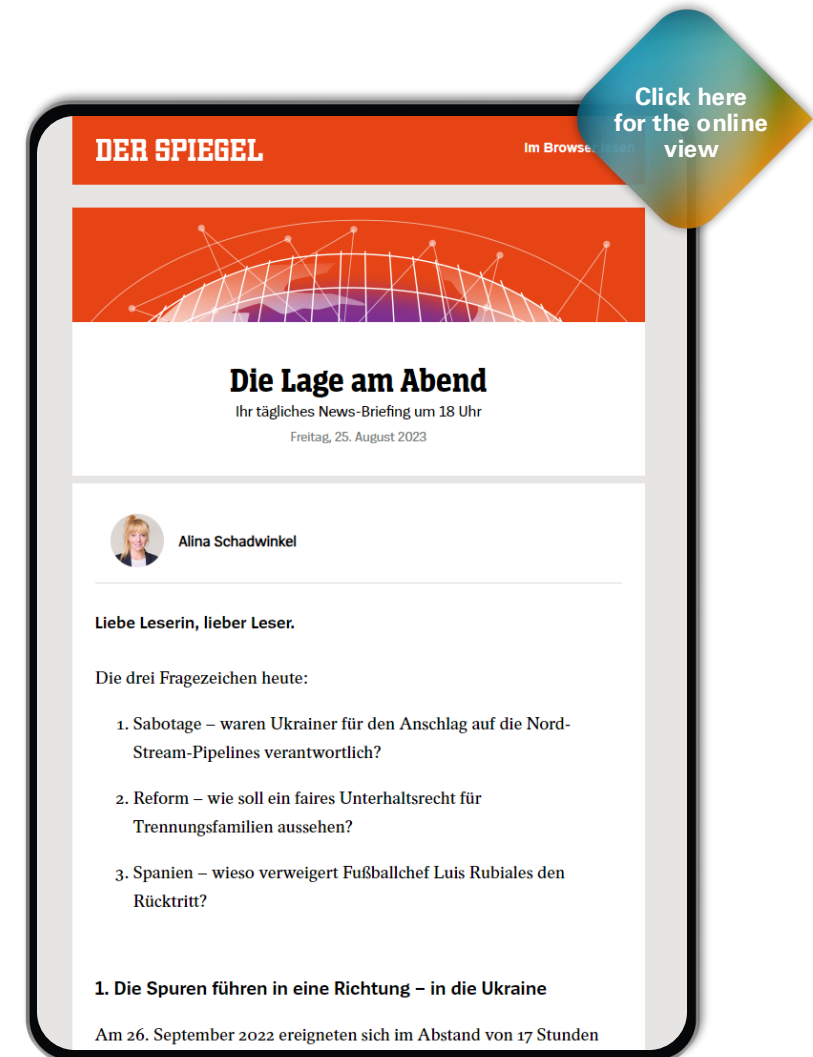 Click here
for the online
view
DER SPIEGEL
Im Browser lesen
Die Lage am Abend
Ihr tägliches News-Briefing um 18 Uhr
Freitag, 25. August 2023
Alina Schadwinkel
Liebe Leserin, lieber Leser.
Die drei Fragezeichen heute:
1. Sabotage – waren Ukrainer für den Anschlag auf die Nord-
Stream-Pipelines verantwortlich?
2. Reform – wie soll ein faires Unterhaltsrecht für
Trennungsfamilien aussehen?
3. Spanien – wieso verweigert Fußballchef Luis Rubiales den
Rücktritt?
1. Die Spuren führen in eine Richtung – in die Ukraine
Am 26. September 2022 ereigneten sich im Abstand von 17 Stunden